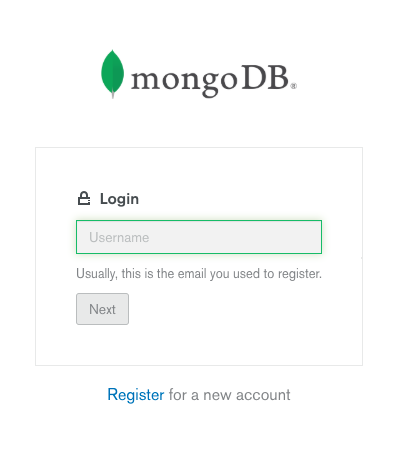 mongoDB®
Login
Username
Usually, this is the email you used to register.
Next
Register for a new account